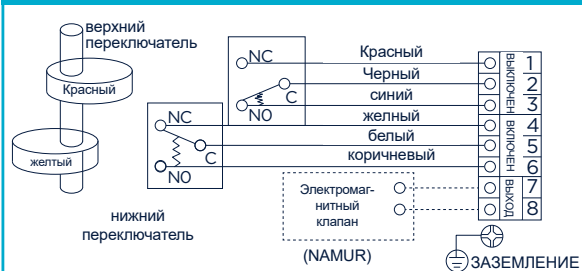 верхний
переключатель
Красный
желтый
нижний
переключатель
NC
C
NO
NC
C
NO
Красный
Черный
синий
желный
белый
коричневый
Электромаг-
нитный
клапан
(NAMUR)
ВЫКЛЮЧЕН
ВКЛЮЧЕН
ВЫХОД
1
2
3
4
5
6
7
8
ЗАЗЕМЛЕНИЕ